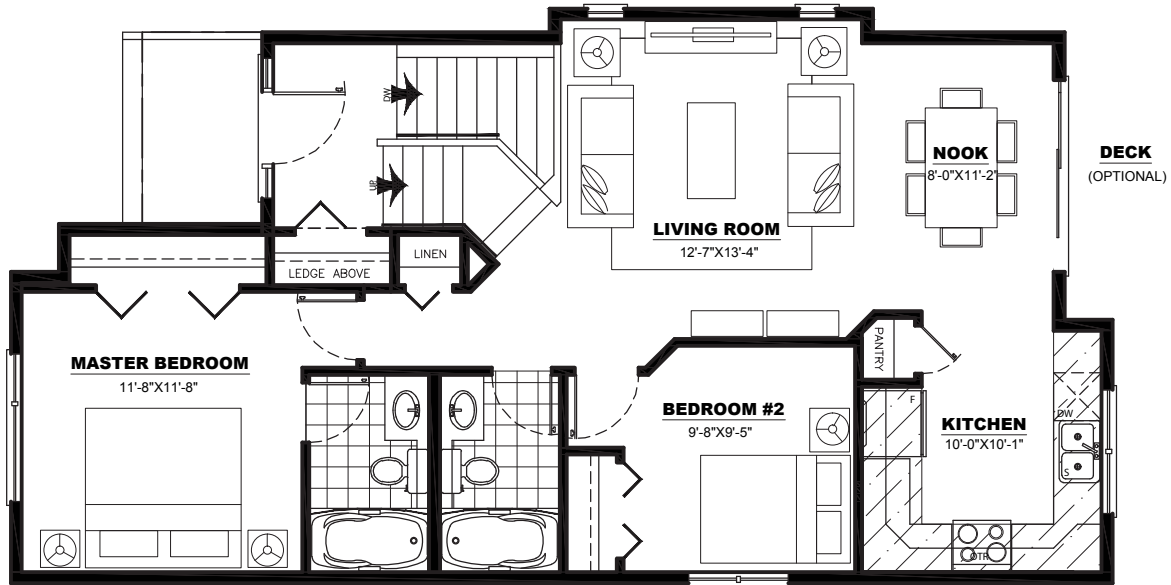 DW
UP
NOOK
8'-0"X11'-2"
DECK
(OPTIONAL)
LIVING ROOM
12'-7"X13'-4"
LINEN
LEDGE ABOVE
MASTER BEDROOM
11'-8"X11'-8"
PANTRY
BEDROOM #2
9'-8"X9'-5"
F
DW
KITCHEN
10'-0"X10'-1"
S
OTR